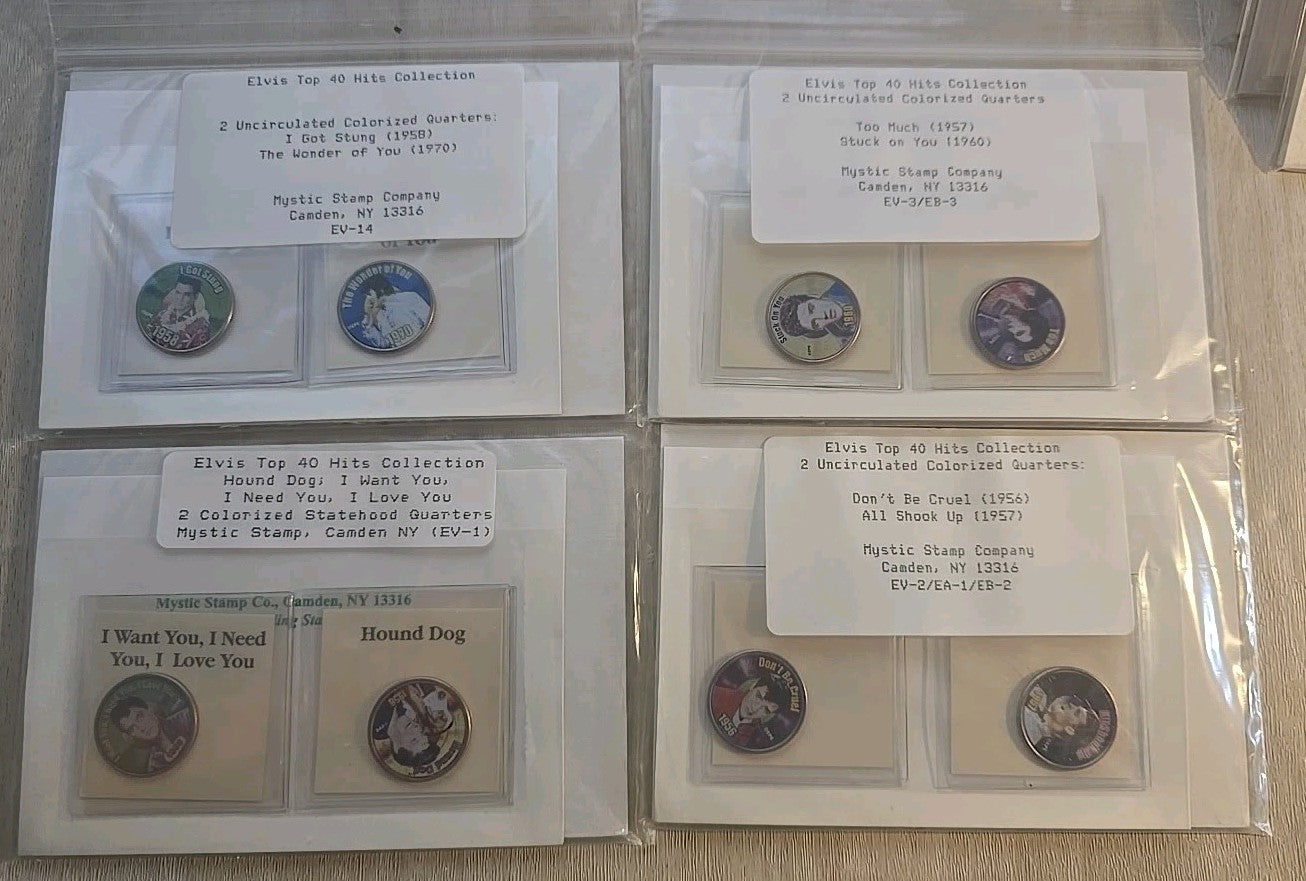 Elvis Top 40 Hits Collection
2 Uncirculated Colorized Quarters:
I Got Stung (1958)
The Wonder of You (1970)
Mystic Stamp Company
Camden, NY 13316
EV-14
of You
I Got Stung
1958
The Wonder of You
1970
Elvis Top 40 Hits Collection
2 Uncirculated Colorized Quarters
Too Much (1957)
Stuck on You (1960)
Mystic Stamp Company
Camden, NY 13316
EV-3/EB-3
Stuck On You
1960
Too Much
Elvis Top 40 Hits Collection
Hound Dog; I Want You,
I Need You, I Love You
2 Colorized Statehood Quarters
Mystic Stamp, Camden NY (EV-1)
Mystic Stamp Co., Camden, NY 13316
I Want You, I Need
You, I Love You
Hound Dog
Elvis Top 40 Hits Collection
2 Uncirculated Colorized Quarters:
Don't Be Cruel (1956)
All Shook Up (1957)
Mystic Stamp Company
Camden, NY 13316
EV-2/EA-1/EB-2
Don't Be Cruel
1956